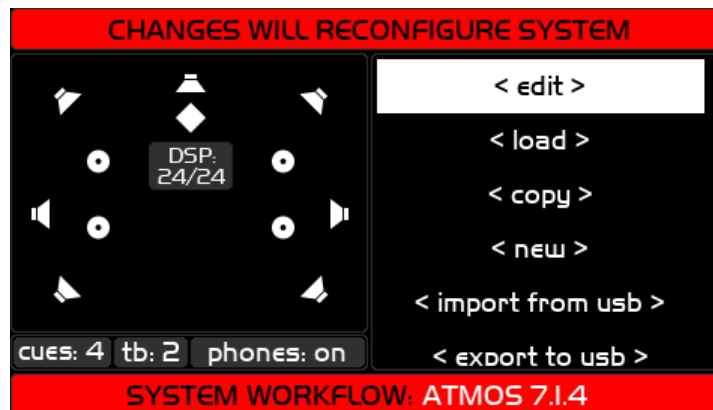 CHANGES WILL RECONFIGURE SYSTEM
DSP:
24/24
cues: 4 tb: 2 phones: on
< edit >
< load >
< copy >
< new >
< import from usb >
< export to usb >
SYSTEM WORKFLOW: ATMOS 7.1.4